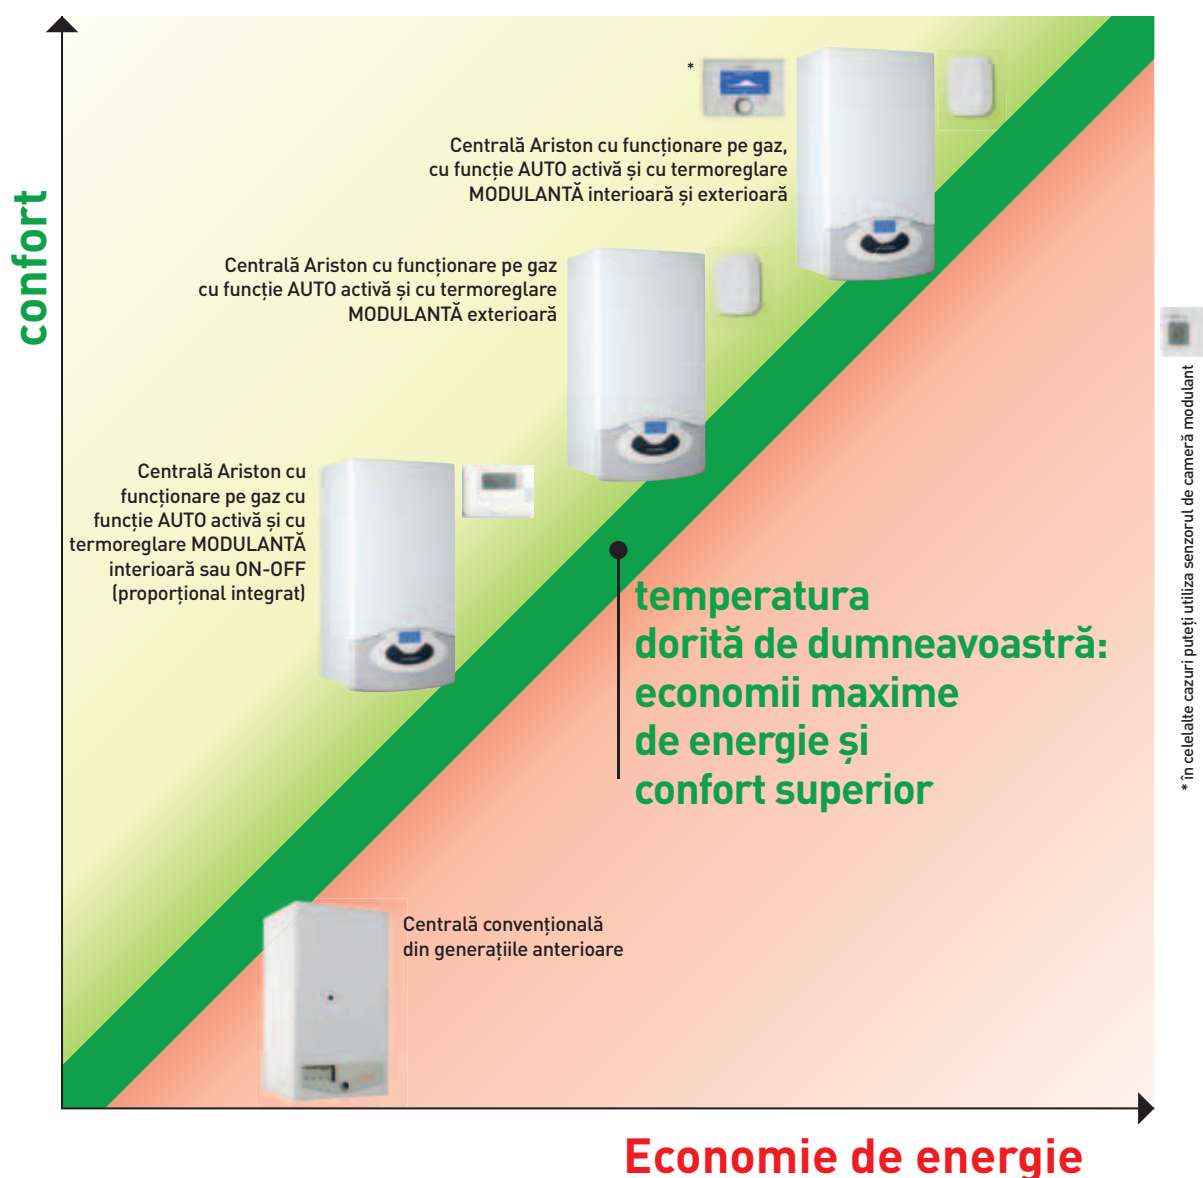 *
Centrală Ariston cu funcționare pe gaz,
cu funcție AUTO activă și cu termoreglare
MODULANTĂ interioară și exterioară
confort
Centrală Ariston cu funcționare pe gaz
cu funcție AUTO activă și cu termoreglare
MODULANTĂ exterioară
Centrală Ariston cu
funcționare pe gaz cu
funcție AUTO activă și cu
termoreglare MODULANTĂ
interioară sau ON-OFF
(proporțional integrat)
temperatura
dorită de dumneavoastră:
economii maxime
de energie și
confort superior
* în celelalte cazuri puteți utiliza senzorul de cameră modulant
Centrală convențională
din generațiile anterioare
Economie de energie